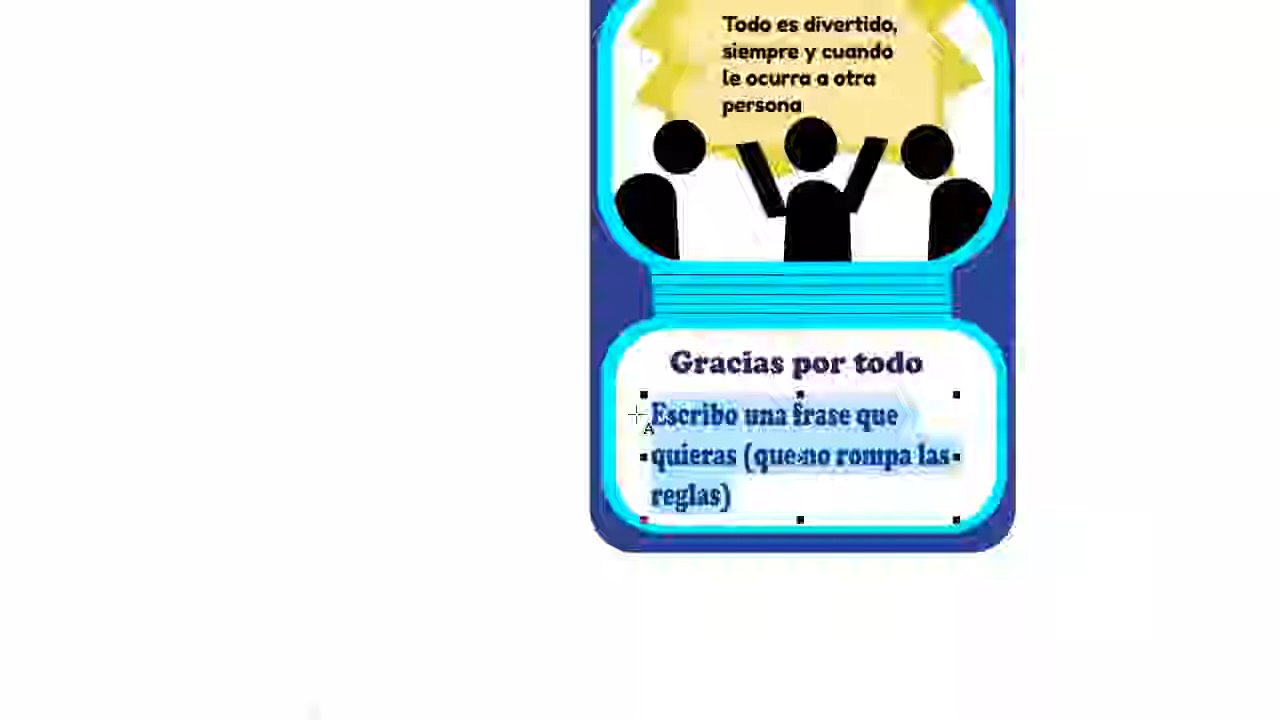 Todo es divertido,
siempre y cuando
le ocurra a otra
persona
Gracias por todo
Escribo una frase que
quieras (que no rompa las
reglas)
A